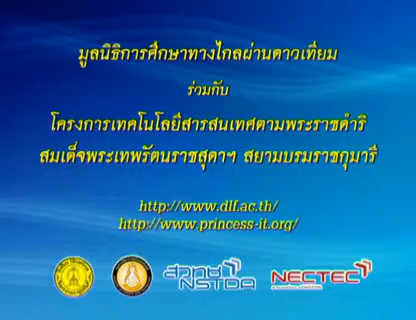 มูลนิธิการศึกษาทางไกลผ่านดาวเทียม
ร่วมกับ
โครงการเทคโนโลยีสารสนเทศตามพระราชดำริ
สมเด็จพระเทพรัตนราชสุดาฯ สยามบรมราชกุมารี
http://www.dlf.ac.th/
http://www.princess-it.org/
สวทช
NSTDA
NECTEC